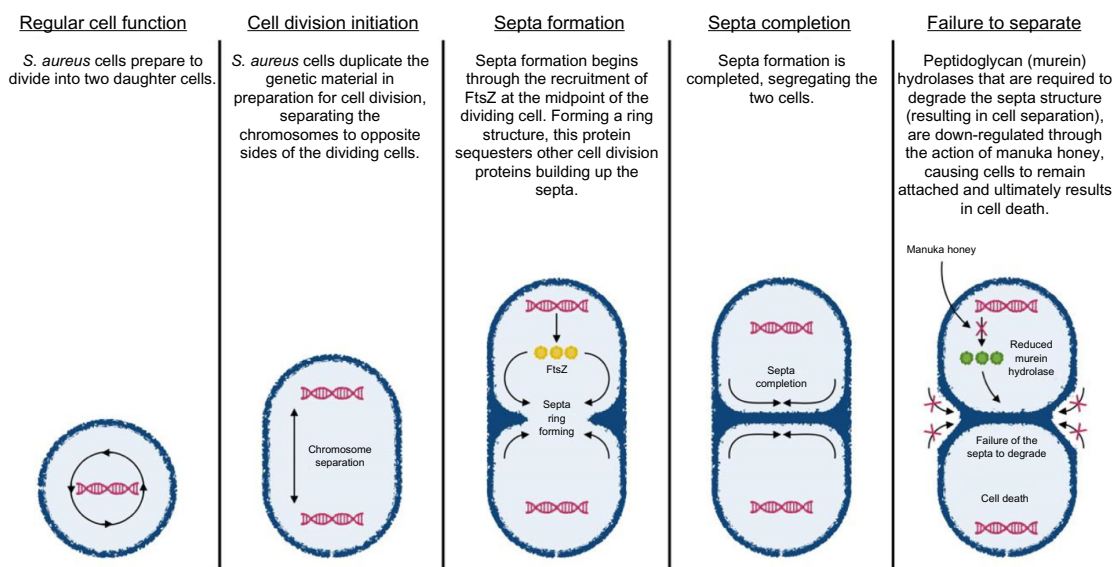 Regular cell function
S. aureus cells prepare to
divide into two daughter cells.
Cell division initiation
S. aureus cells duplicate the
genetic material in
preparation for cell division,
separating the
chromosomes to opposite
sides of the dividing cells.
Septa formation
Septa formation begins
through the recruitment of
FtsZ at the midpoint of the
dividing cell. Forming a ring
structure, this protein
sequesters other cell division
proteins building up the
septa.
Septa completion
Septa formation is
completed, segregating the
two cells.
Failure to separate
Peptidoglycan (murein)
hydrolases that are required to
degrade the septa structure
(resulting in cell separation),
are down-regulated through
the action of manuka honey,
causing cells to remain
attached and ultimately results
in cell death.
Chromosome
separation
FtsZ
Septa
ring
forming
Septa
completion
Manuka honey
Reduced
murein
hydrolase
Failure of the
septa to degrade
Cell death